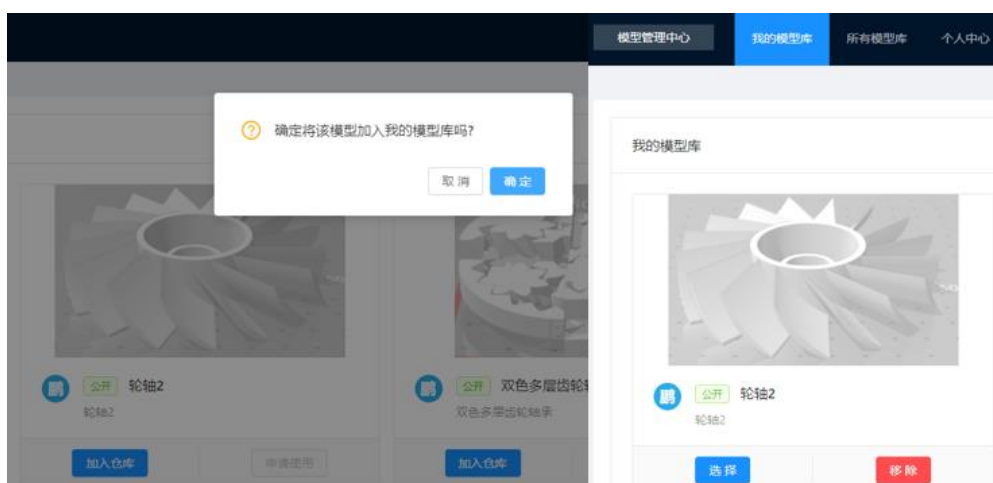 确定将该模型加入我的模型库吗?
取消 确定
鹏 公开 轮轴2
轮轴2
加入仓库 申请使用
鹏 公开 双色多层齿轮
双色多层齿轮轴承
加入仓库
模型管理中心 我的模型库 所有模型库 个人中心
我的模型库
鹏 公开 轮轴2
轮轴2
选择 移除